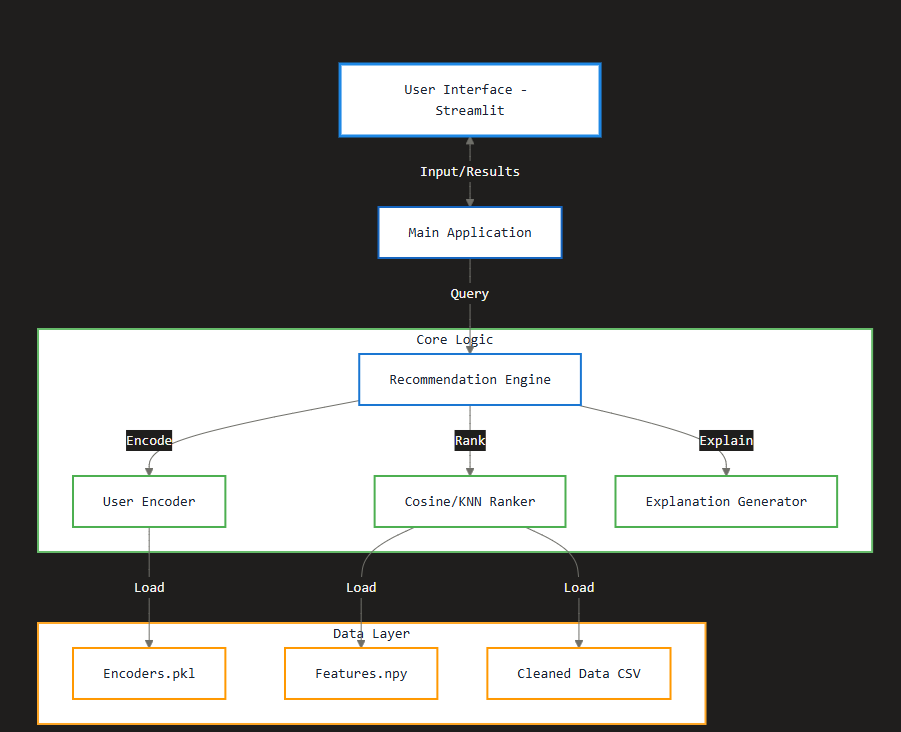 User Interface -
Streamlit
Input/Results
Main Application
Query
Core Logic
Recommendation Engine
Encode
Rank
Explain
User Encoder
Cosine/KNN Ranker
Explanation Generator
Load
Load
Load
Data Layer
Encoders.pkl
Features.npy
Cleaned Data CSV